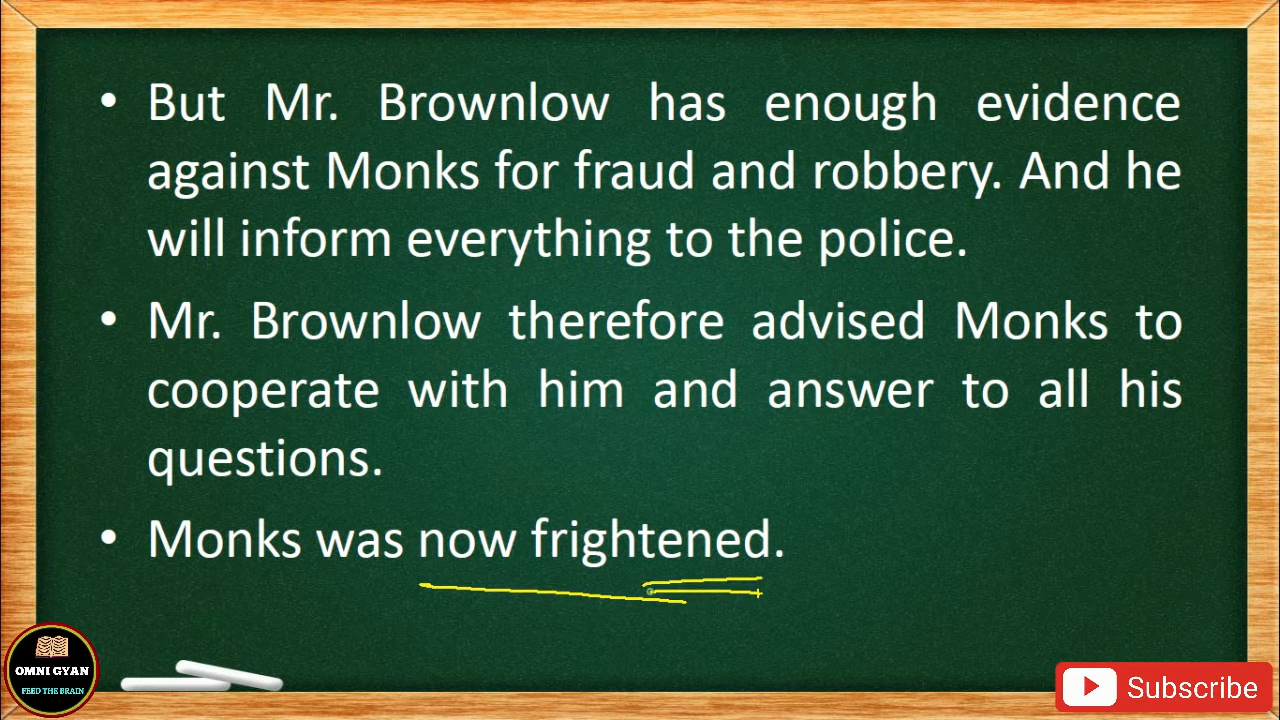 • But Mr. Brownlow has enough evidence
against Monks for fraud and robbery. And he
will inform everything to the police.
• Mr. Brownlow therefore advised Monks to
cooperate with him and answer to all his
questions.
• Monks was now frightened.
OMNI GYAN
FEED THE BRAIN
Subscribe